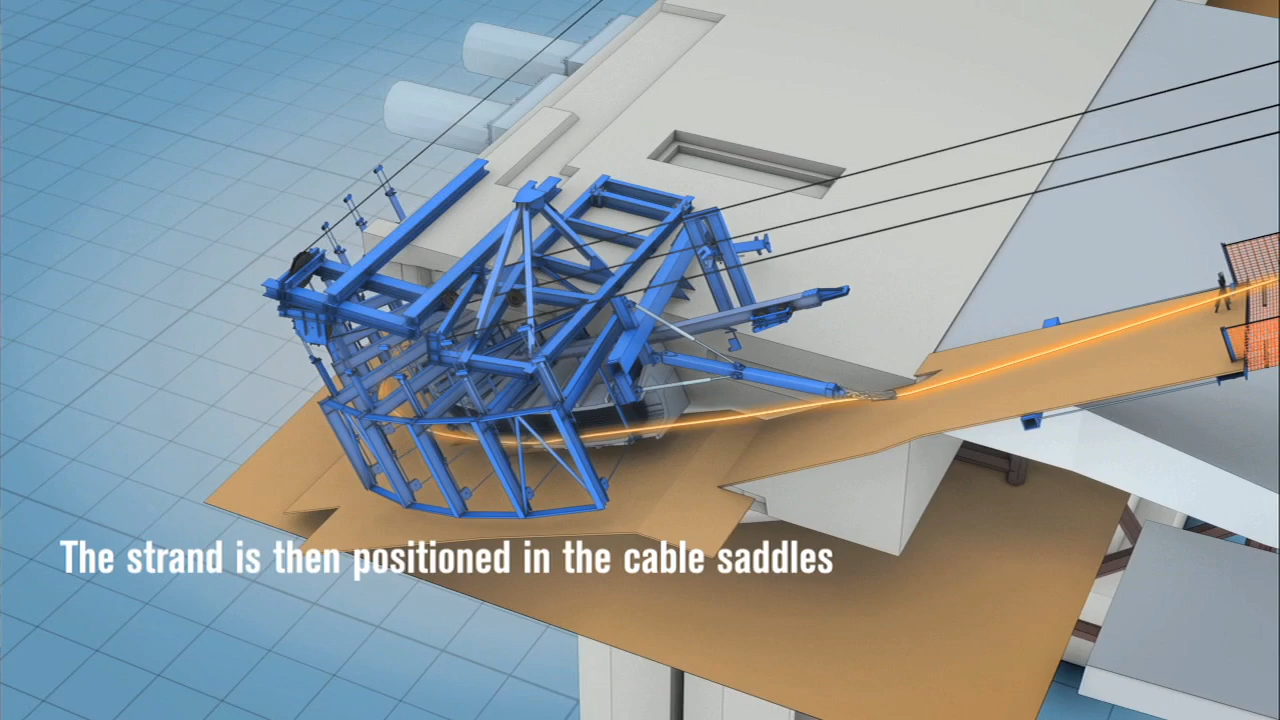 The strand is then positioned in the cable saddles